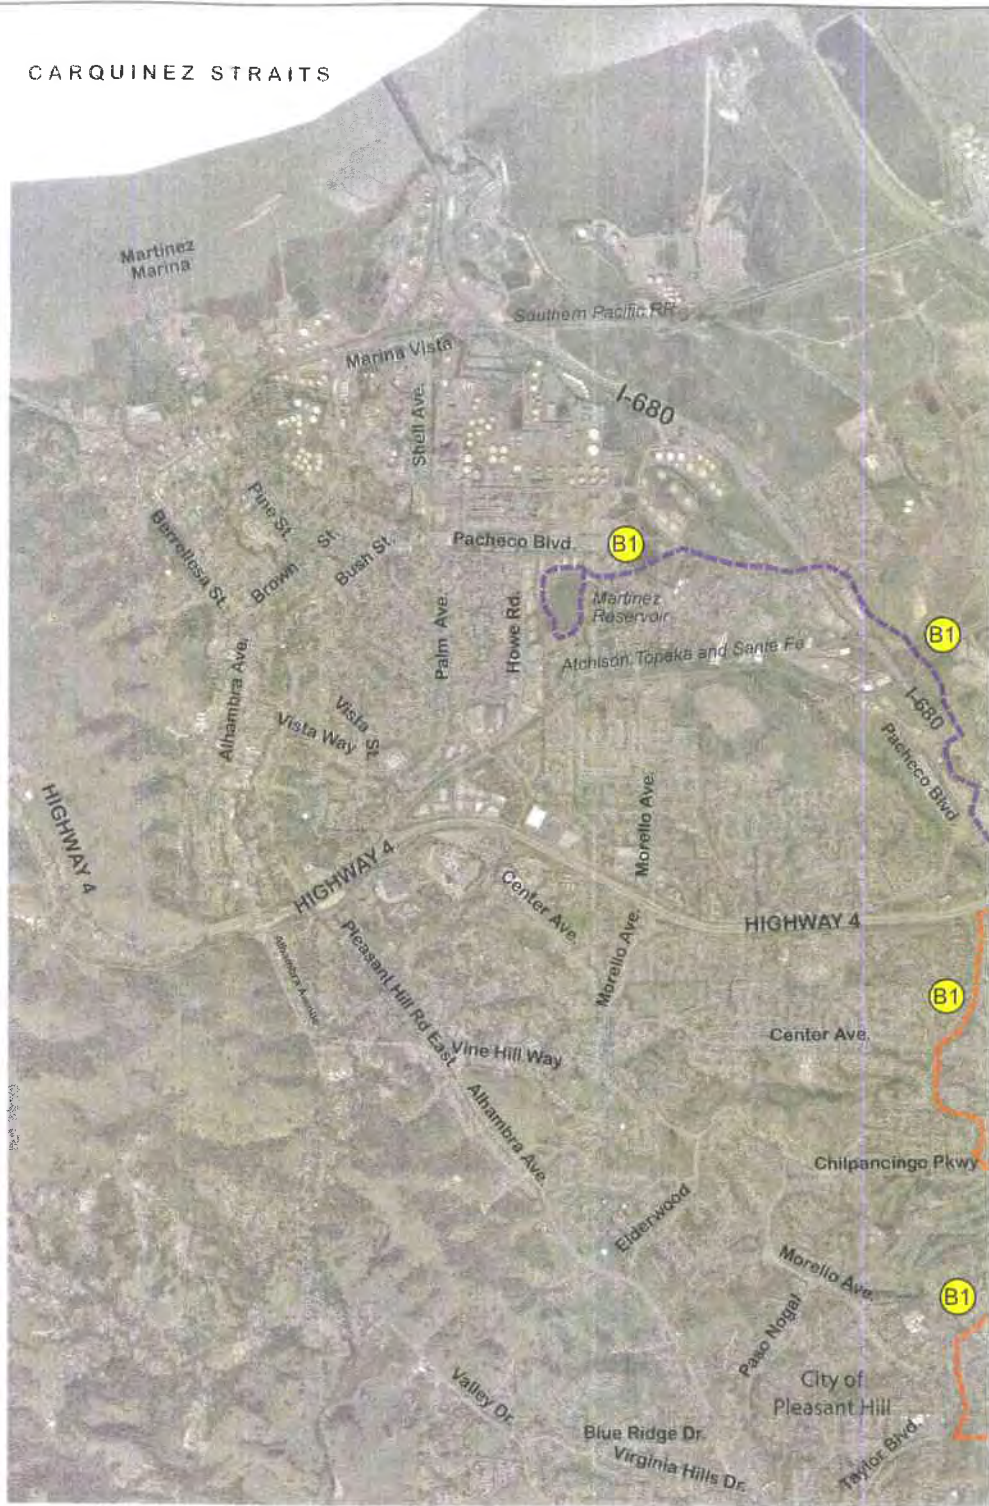 CARQUINEZ STRAITS
Martinez
Marina
Southern Pacific RR
Marina Vista
Shell Ave.
I-680
Pine St.
Berrellosa St.
Brown
St.
Bush St.
Pacheco Blvd.
B1
Martinez
Reservoir
Palm Ave.
Howe Rd.
B1
Atchison, Topeka and Sante Fe
Alhambra Ave.
Vista Way
Vista St.
I-680
Pacheco Blvd
HIGHWAY 4
Morello Ave.
HIGHWAY 4
Center Ave.
HIGHWAY 4
Alhambra Avenue
Pleasant Hill Rd East
Morello Ave.
B1
Center Ave.
Vine Hill Way
Alhambra Ave.
Chilpancingo Pkwy
Elderwood
Morello Ave.
B1
Paso Nogal
City of
Pleasant Hill
Valley Dr.
Blue Ridge Dr.
Virginia Hills Dr.
Taylor Blvd.